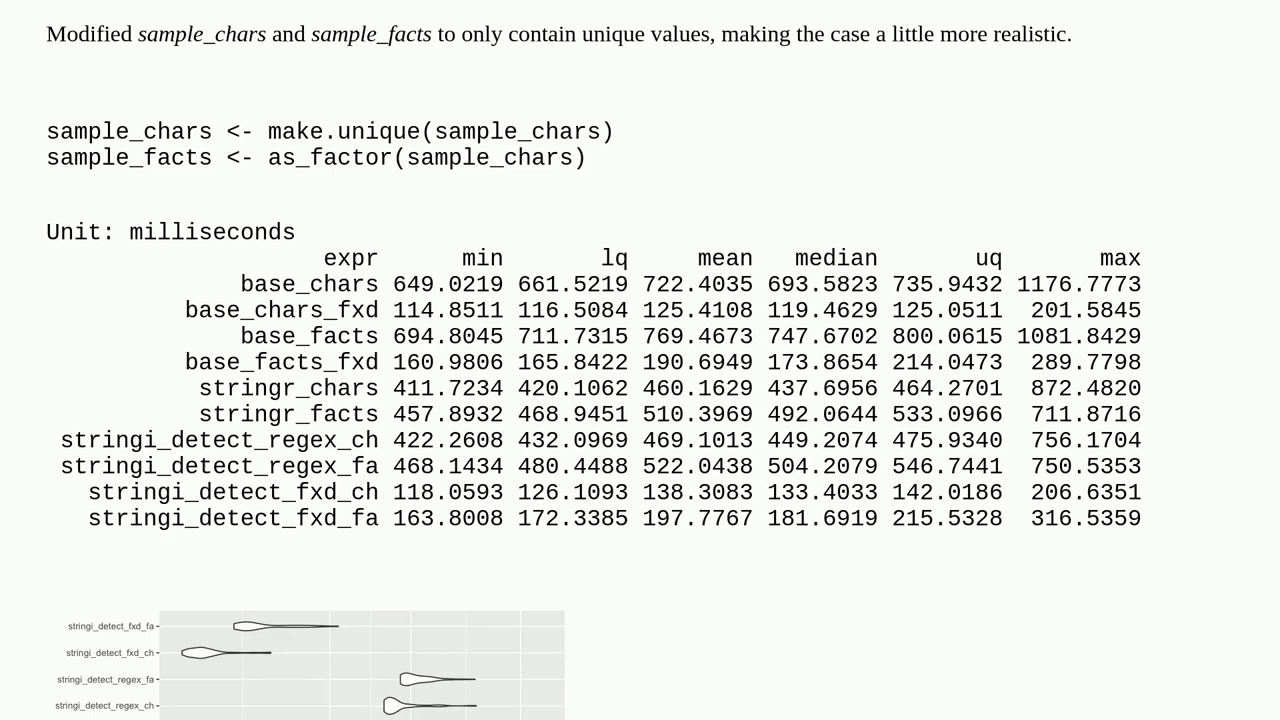 Modified sample_chars and sample_facts to only contain unique values, making the case a little more realistic.
sample_chars <- make.unique(sample_chars)
sample_facts <- as_factor(sample_chars)
Unit: milliseconds
expr min lq mean median uq max
base_chars 649.0219 661.5219 722.4035 693.5823 735.9432 1176.7773
base_chars_fxd 114.8511 116.5084 125.4108 119.4629 125.0511 201.5845
base_facts 694.8045 711.7315 769.4673 747.6702 800.0615 1081.8429
base_facts_fxd 160.9806 165.8422 190.6949 173.8654 214.0473 289.7798
stringr_chars 411.7234 420.1062 460.1629 437.6956 464.2701 872.4820
stringr_facts 457.8932 468.9451 510.3969 492.0644 533.0966 711.8716
stringi_detect_regex_ch 422.2608 432.0969 469.1013 449.2074 475.9340 756.1704
stringi_detect_regex_fa 468.1434 480.4488 522.0438 504.2079 546.7441 750.5353
stringi_detect_fxd_ch 118.0593 126.1093 138.3083 133.4033 142.0186 206.6351
stringi_detect_fxd_fa 163.8008 172.3385 197.7767 181.6919 215.5328 316.5359
stringi_detect_fxd_fa
stringi_detect_fxd_ch
stringi_detect_regex_fa
stringi_detect_regex_ch